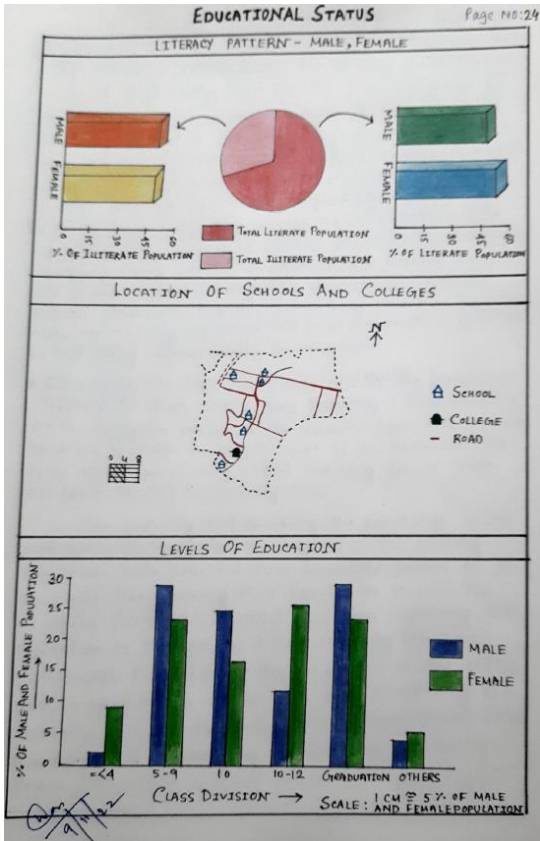 EDUCATIONAL STATUS
Page No:24
LITERACY PATTERN - MALE, FEMALE
MALE
FEMALE
0 15 30 45 60
% OF ILLITERATE POPULATION
TOTAL LITERATE POPULATION
TOTAL ILLITERATE POPULATION
MALE
FEMALE
0 15 30 45 60
% OF LITERATE POPULATION
LOCATION OF SCHOOLS AND COLLEGES
N
SCHOOL
COLLEGE
ROAD
0 4 8
LEVELS OF EDUCATION
% OF MALE AND FEMALE POPULATION
30
25
15
10
5
0
MALE
FEMALE
=<4 5-9 10 10-12 GRADUATION OTHERS
CLASS DIVISION →
SCALE: 1 CM ≅ 5% OF MALE
AND FEMALE POPULATION
9/11/22